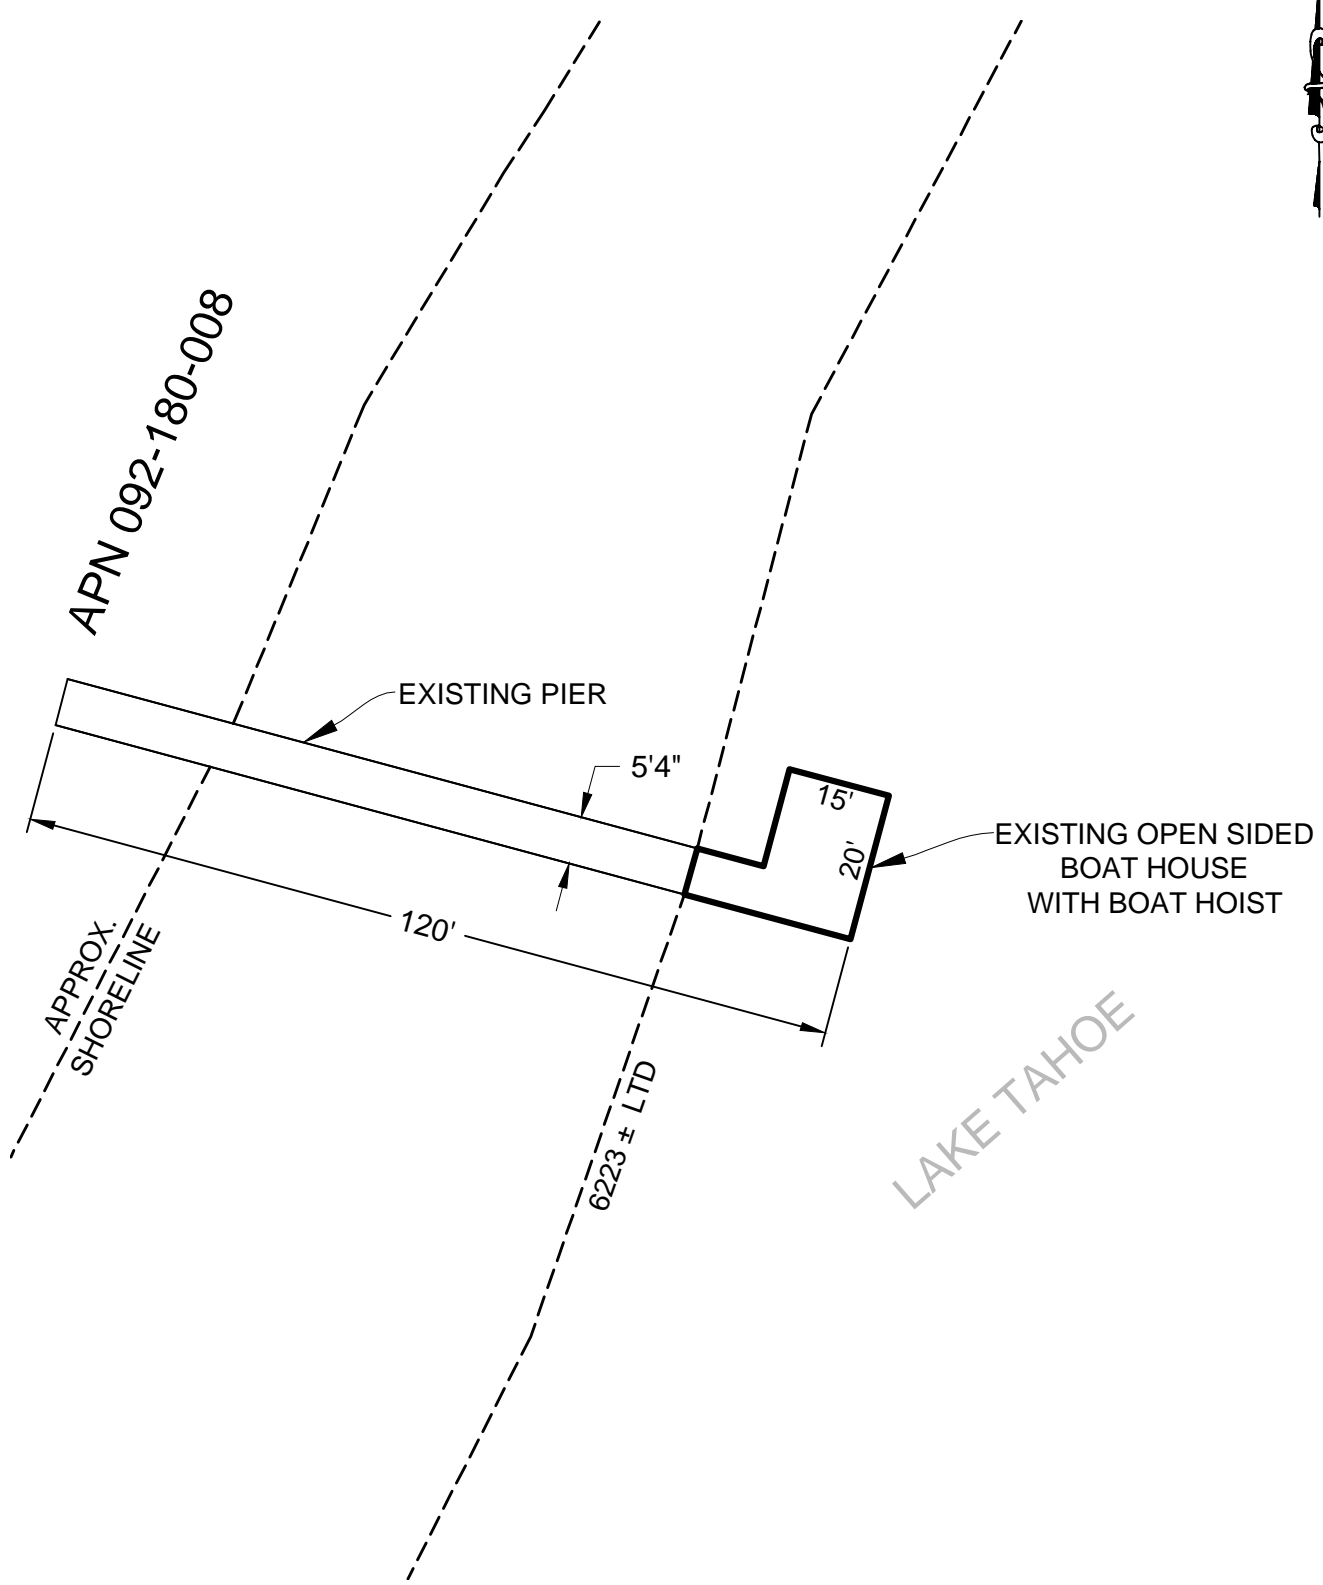 APN 092-180-008
EXISTING PIER
5'4"
15'
20'
EXISTING OPEN SIDED
BOAT HOUSE
WITH BOAT HOIST
120'
APPROX.
SHORELINE
6223 ± LTD
LAKE TAHOE